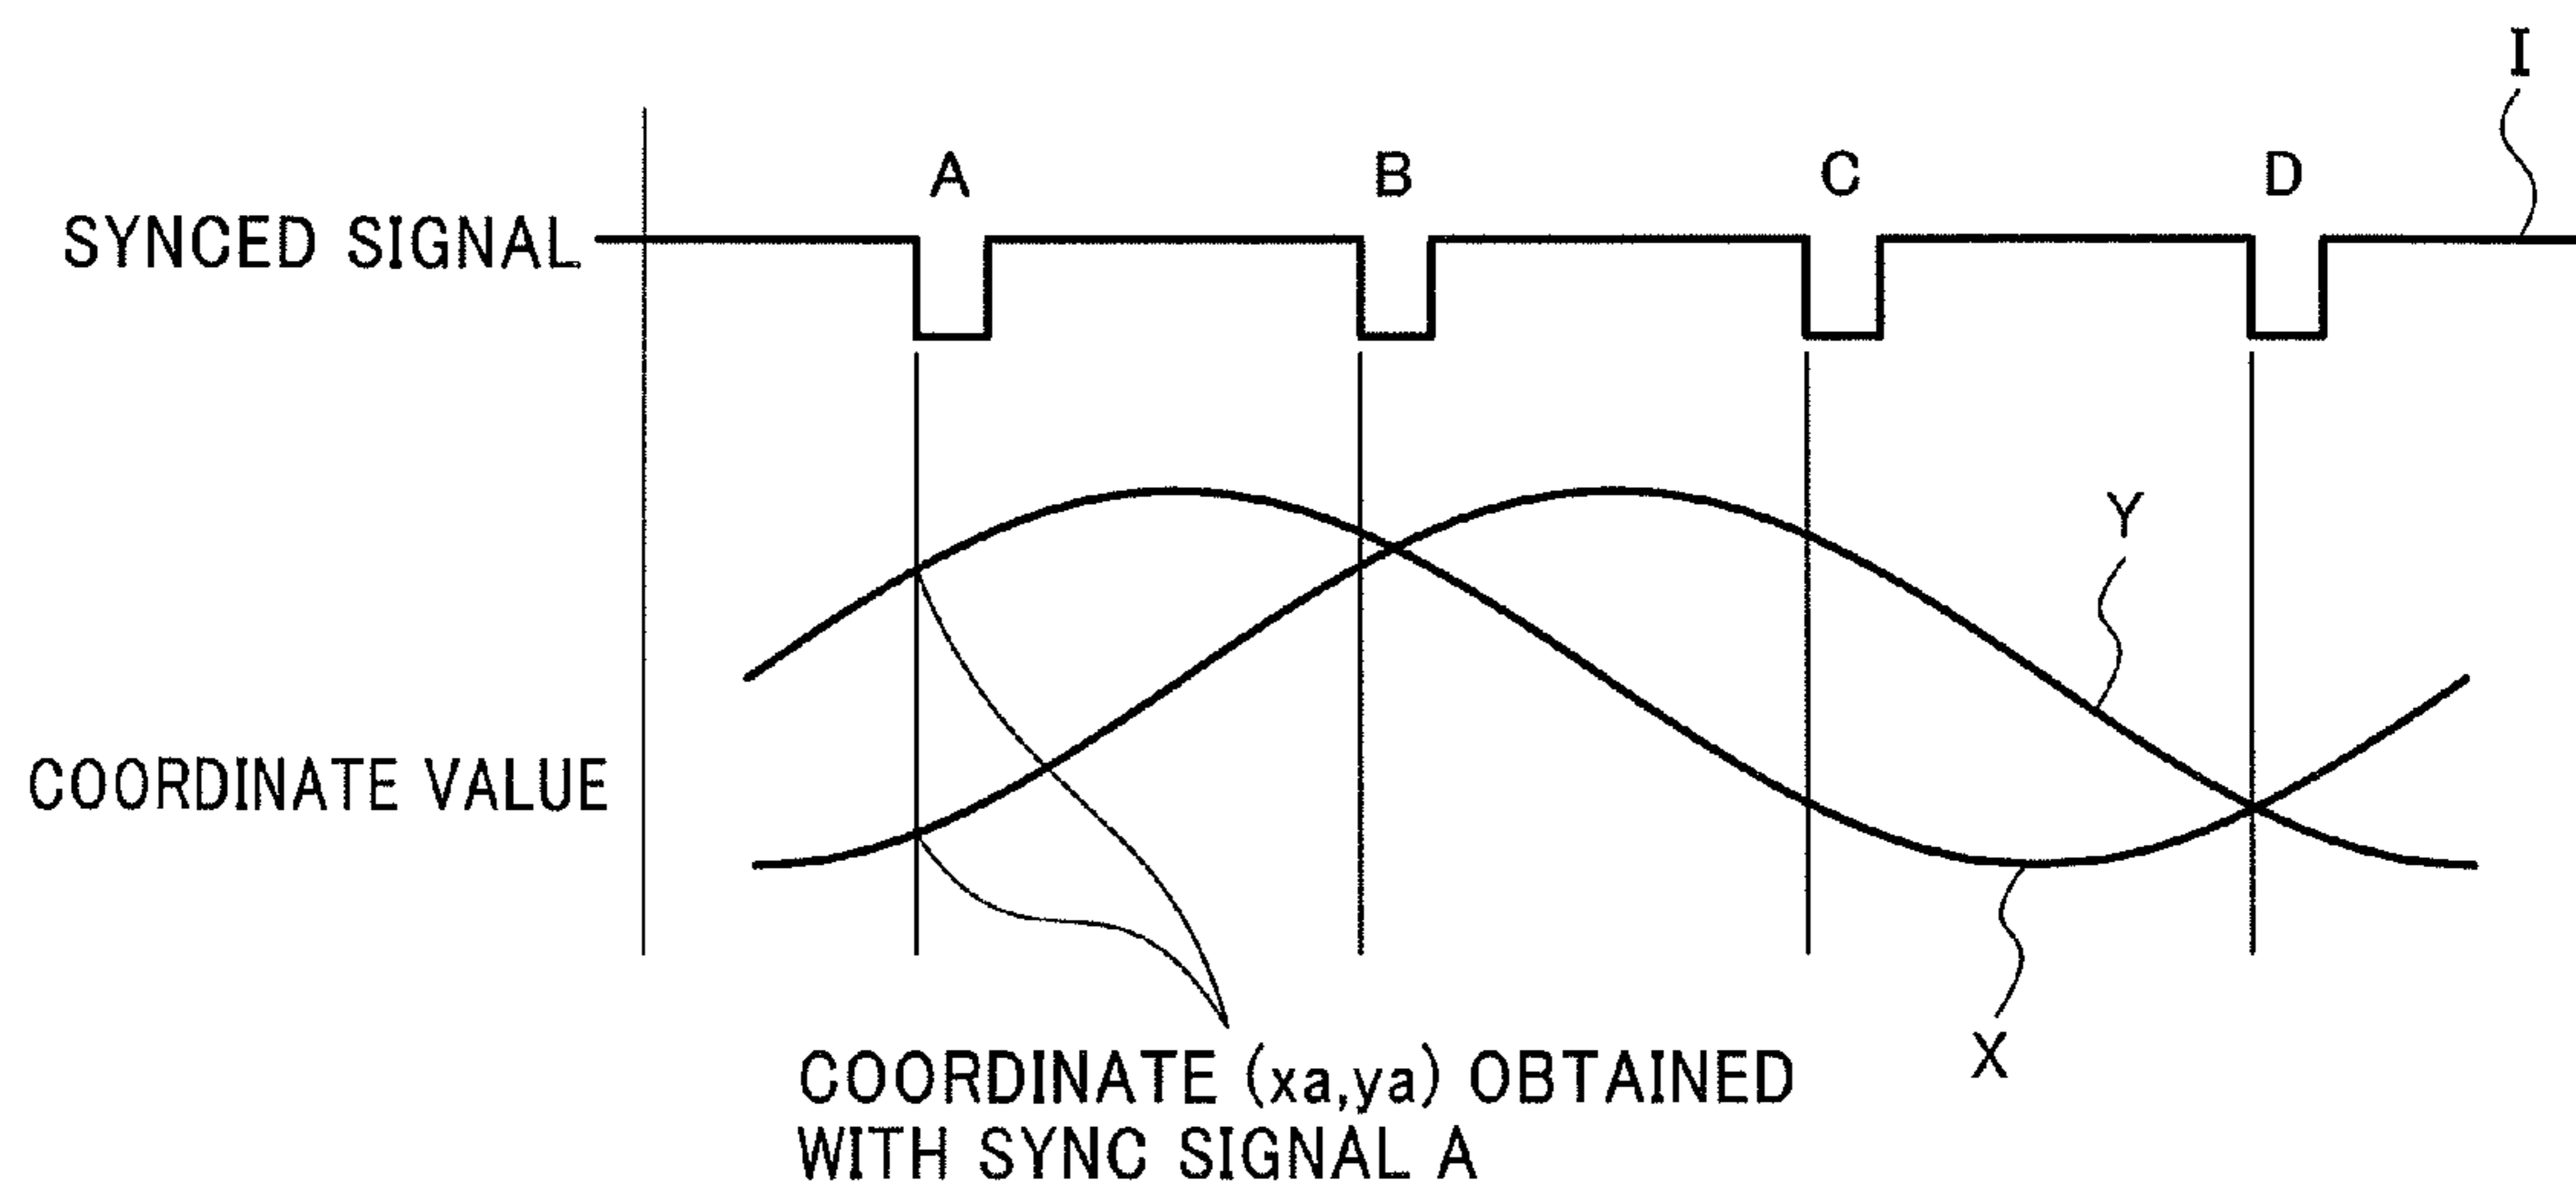 I
A
B
C
D
SYNCED SIGNAL
Y
COORDINATE VALUE
X
COORDINATE (xa,ya) OBTAINED
WITH SYNC SIGNAL A